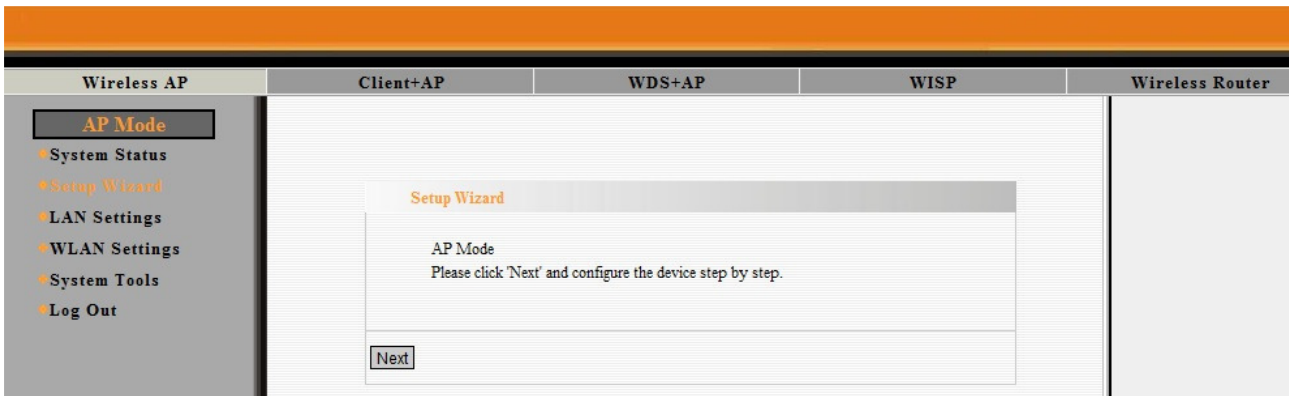 Wireless AP Client+AP WDS+AP WISP Wireless Router
AP Mode
System Status
Setup Wizard
LAN Settings
WLAN Settings
System Tools
Log Out
Setup Wizard
AP Mode
Please click 'Next' and configure the device step by step.
Next